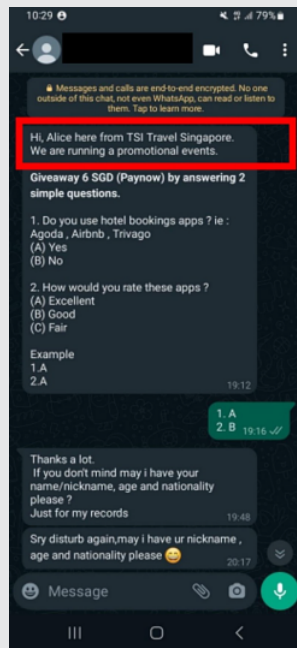 10:29
79%
Messages and calls are end-to-end encrypted. No one
outside of this chat, not even WhatsApp, can read or listen to
them. Tap to learn more.
Hi, Alice here from TSI Travel Singapore.
We are running a promotional events.
Giveaway 6 SGD (Paynow) by answering 2
simple questions.
1. Do you use hotel bookings apps ? ie :
Agoda , Airbnb , Trivago
(A) Yes
(B) No
2. How would you rate these apps ?
(A) Excellent
(B) Good
(C) Fair
Example
1.A
2.A
19:12
1. A
2. B 19:16
Thanks a lot.
If you don't mind may i have your
name/nickname, age and nationality
please ?
Just for my records
19:48
Sry disturb again,may i have ur nickname ,
age and nationality please 😄
20:17
Message